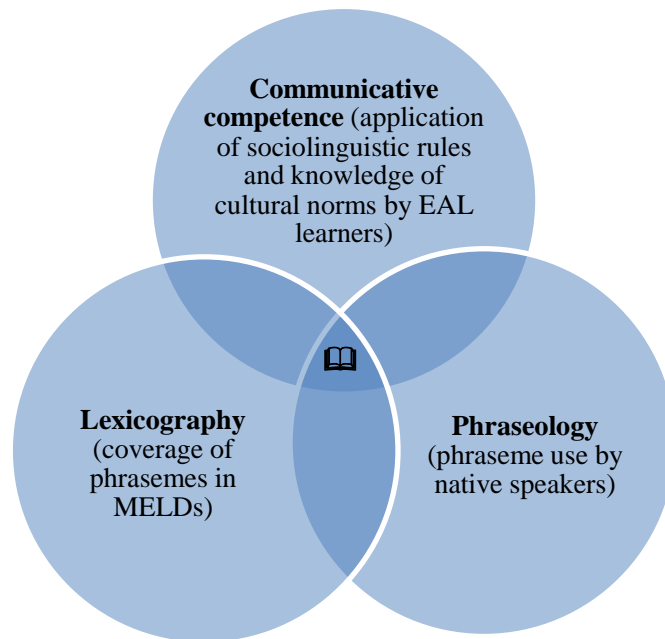 Communicative
competence (application
of sociolinguistic rules
and knowledge of
cultural norms by EAL
learners)
Lexicography
(coverage of
phrasemes in
MELDs)
Phraseology
(phraseme use by
native speakers)